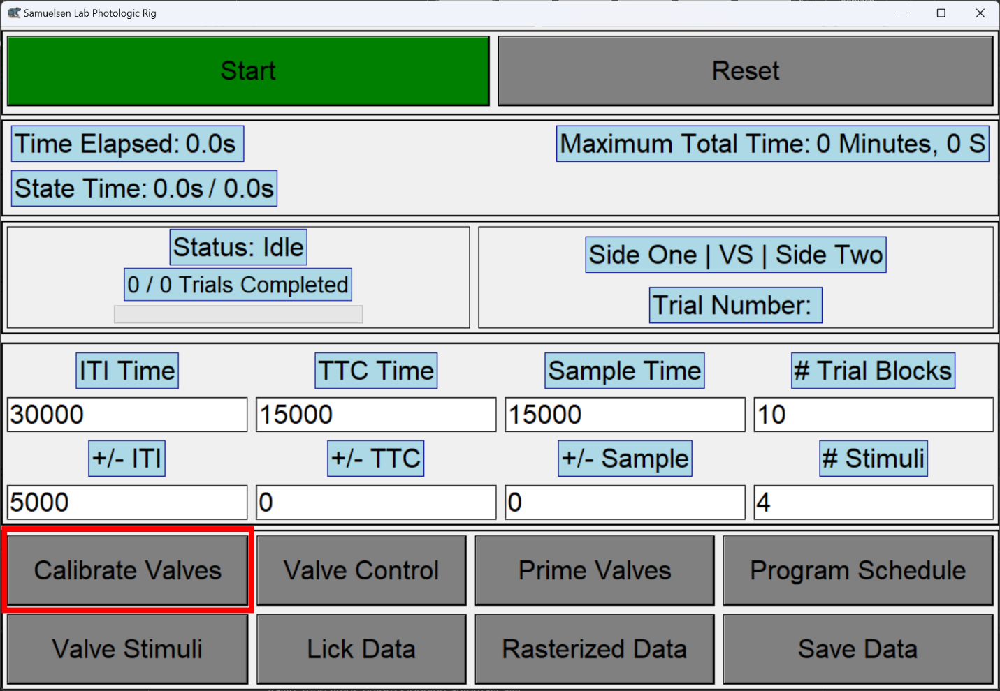 Samuelsen Lab Photologic Rig
Start
Reset
Time Elapsed: 0.0s
Maximum Total Time: 0 Minutes, 0 S
State Time: 0.0s / 0.0s
Status: Idle
0 / 0 Trials Completed
Side One | VS | Side Two
Trial Number:
ITI Time
TTC Time
Sample Time
# Trial Blocks
30000
15000
15000
10
+/- ITI
+/- TTC
+/- Sample
# Stimuli
5000
0
0
4
Calibrate Valves
Valve Control
Prime Valves
Program Schedule
Valve Stimuli
Lick Data
Rasterized Data
Save Data